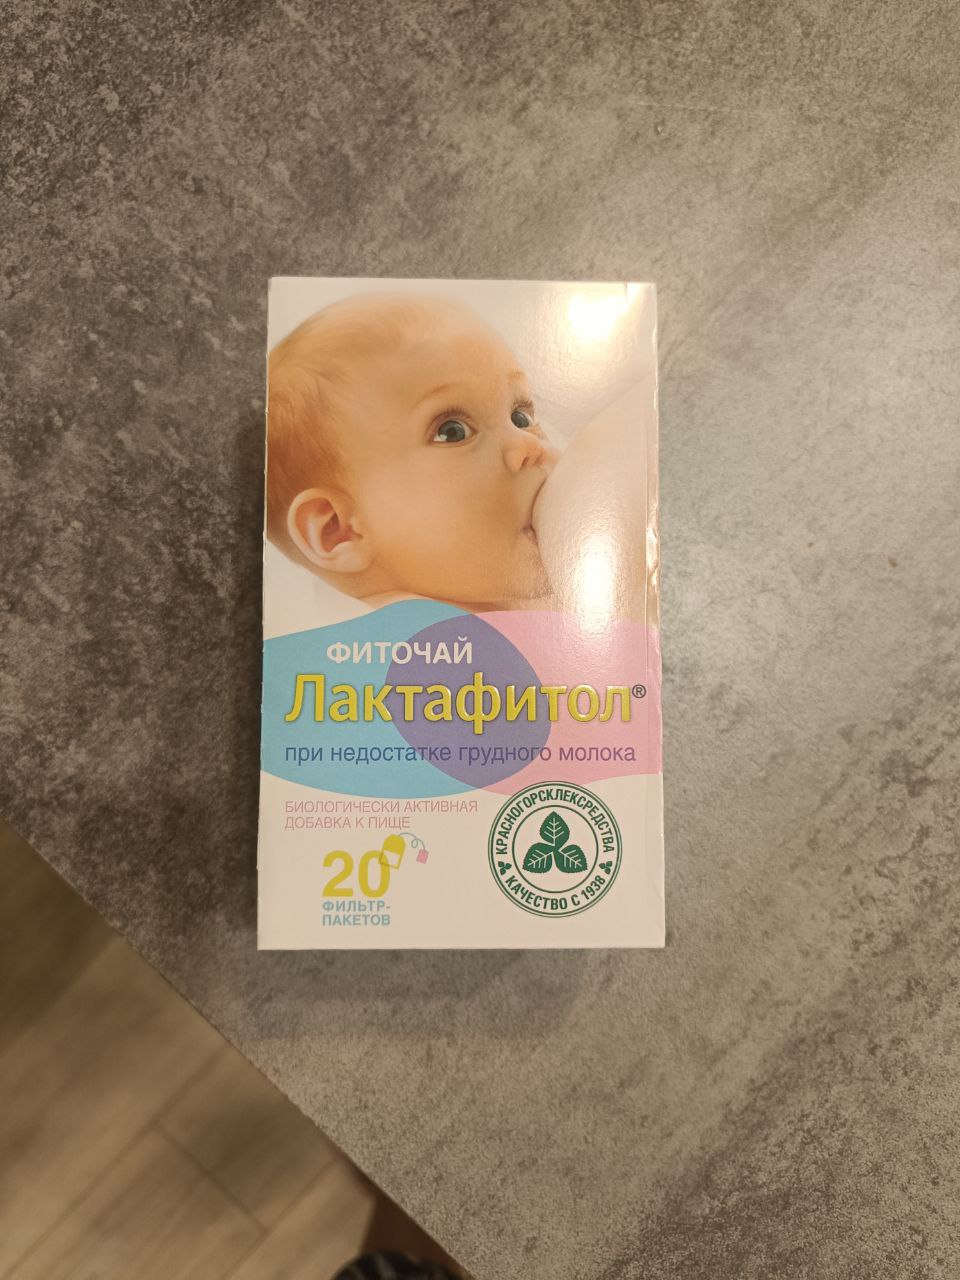 ФИТОЧАЙ
Лактафитол®
при недостатке грудного молока
БИОЛОГИЧЕСКИ АКТИВНАЯ
ДОБАВКА К ПИЩЕ
20
ФИЛЬТР-
ПАКЕТОВ
КРАСНОГОРСКЛЕКСРЕДСТВА
КАЧЕСТВО С 1938